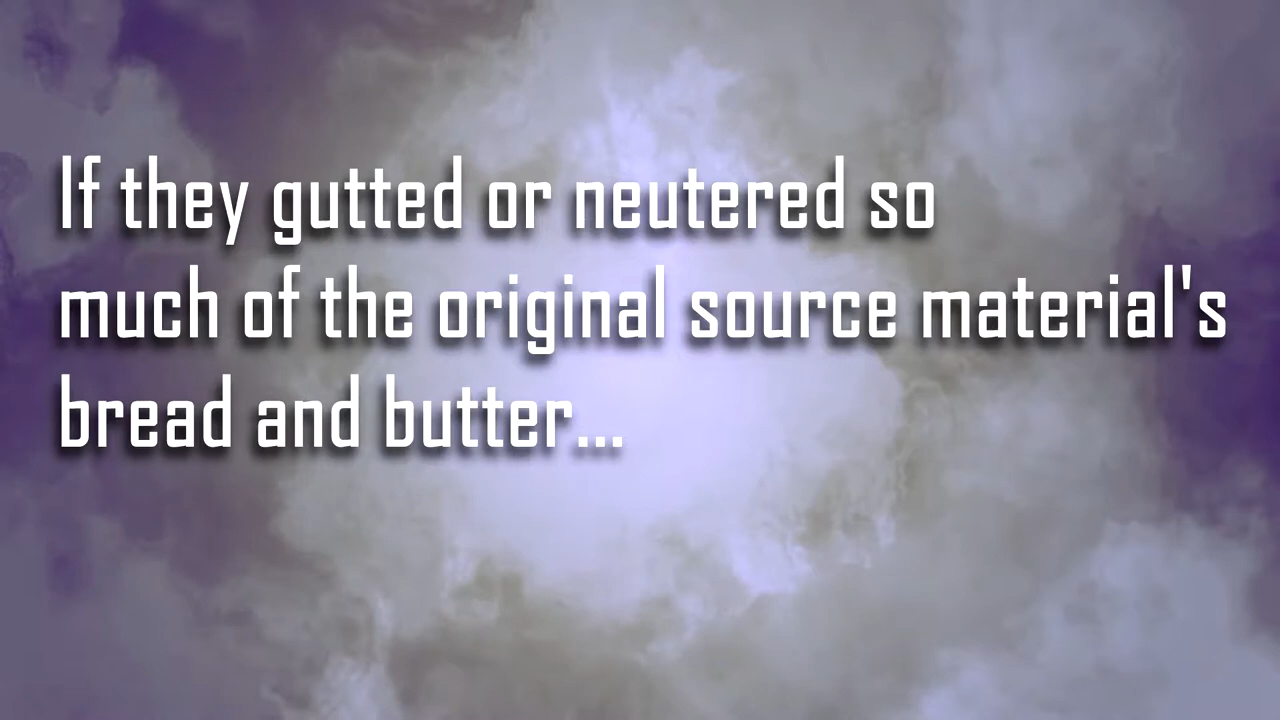 If they gutted or neutered so
much of the original source material's
bread and butter...